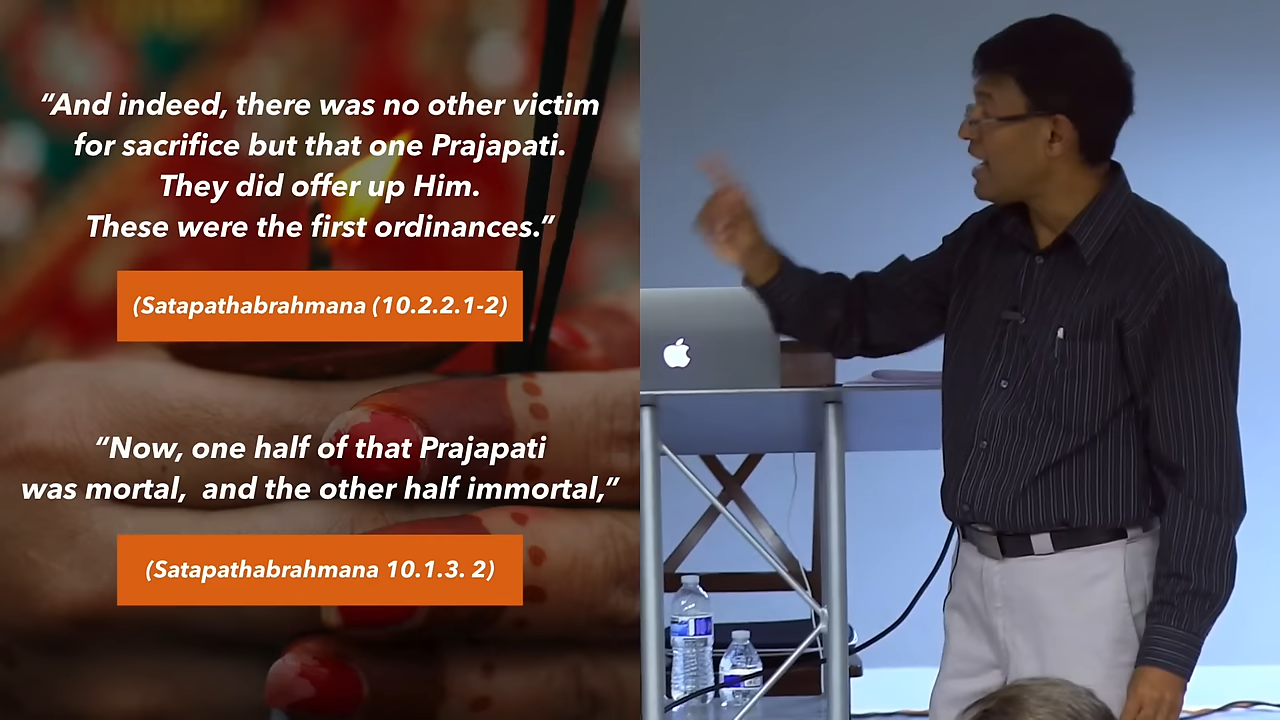 “And indeed, there was no other victim
for sacrifice but that one Prajapati.
They did offer up Him.
These were the first ordinances.”
(Satapathabrahmana (10.2.2.1-2)
“Now, one half of that Prajapati
was mortal,  and the other half immortal,”
(Satapathabrahmana 10.1.3. 2)